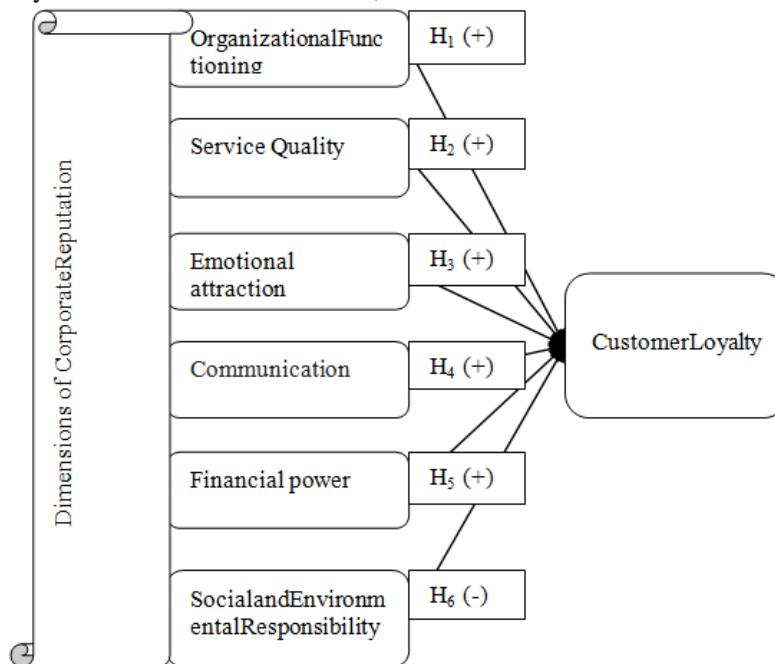 Dimensions of CorporateReputation
OrganizationalFunc
tioning
H₁ (+)
Service Quality
H₂ (+)
Emotional
attraction
H₃ (+)
Communication
H₄ (+)
Financial power
H₅ (+)
SocialandEnvironm
entalResponsibility
H₆ (-)
CustomerLoyalty